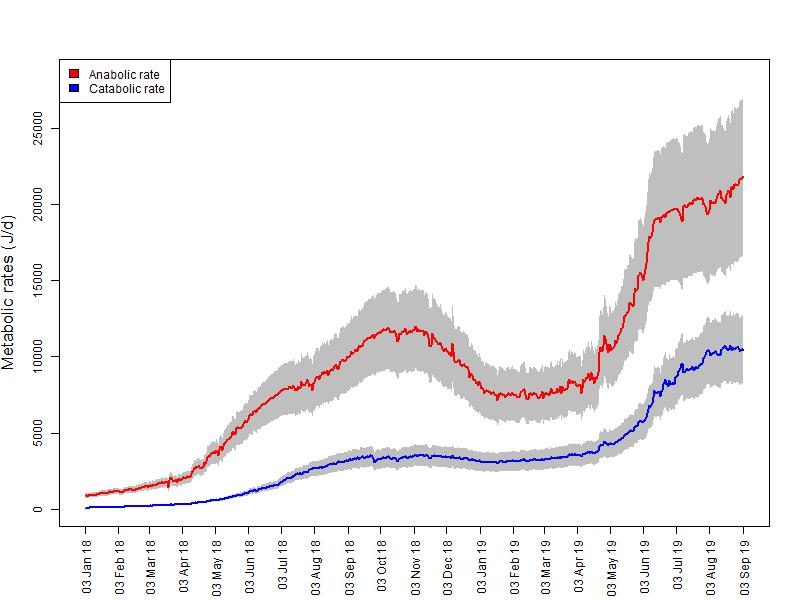 Anabolic rate
Catabolic rate
Metabolic rates (J/d)
25000
20000
15000
10000
5000
0
03 Jan 18
03 Feb 18
03 Mar 18
03 Apr 18
03 May 18
03 Jun 18
03 Jul 18
03 Aug 18
03 Sep 18
03 Oct 18
03 Nov 18
03 Dec 18
03 Jan 19
03 Feb 19
03 Mar 19
03 Apr 19
03 May 19
03 Jun 19
03 Jul 19
03 Aug 19
03 Sep 19